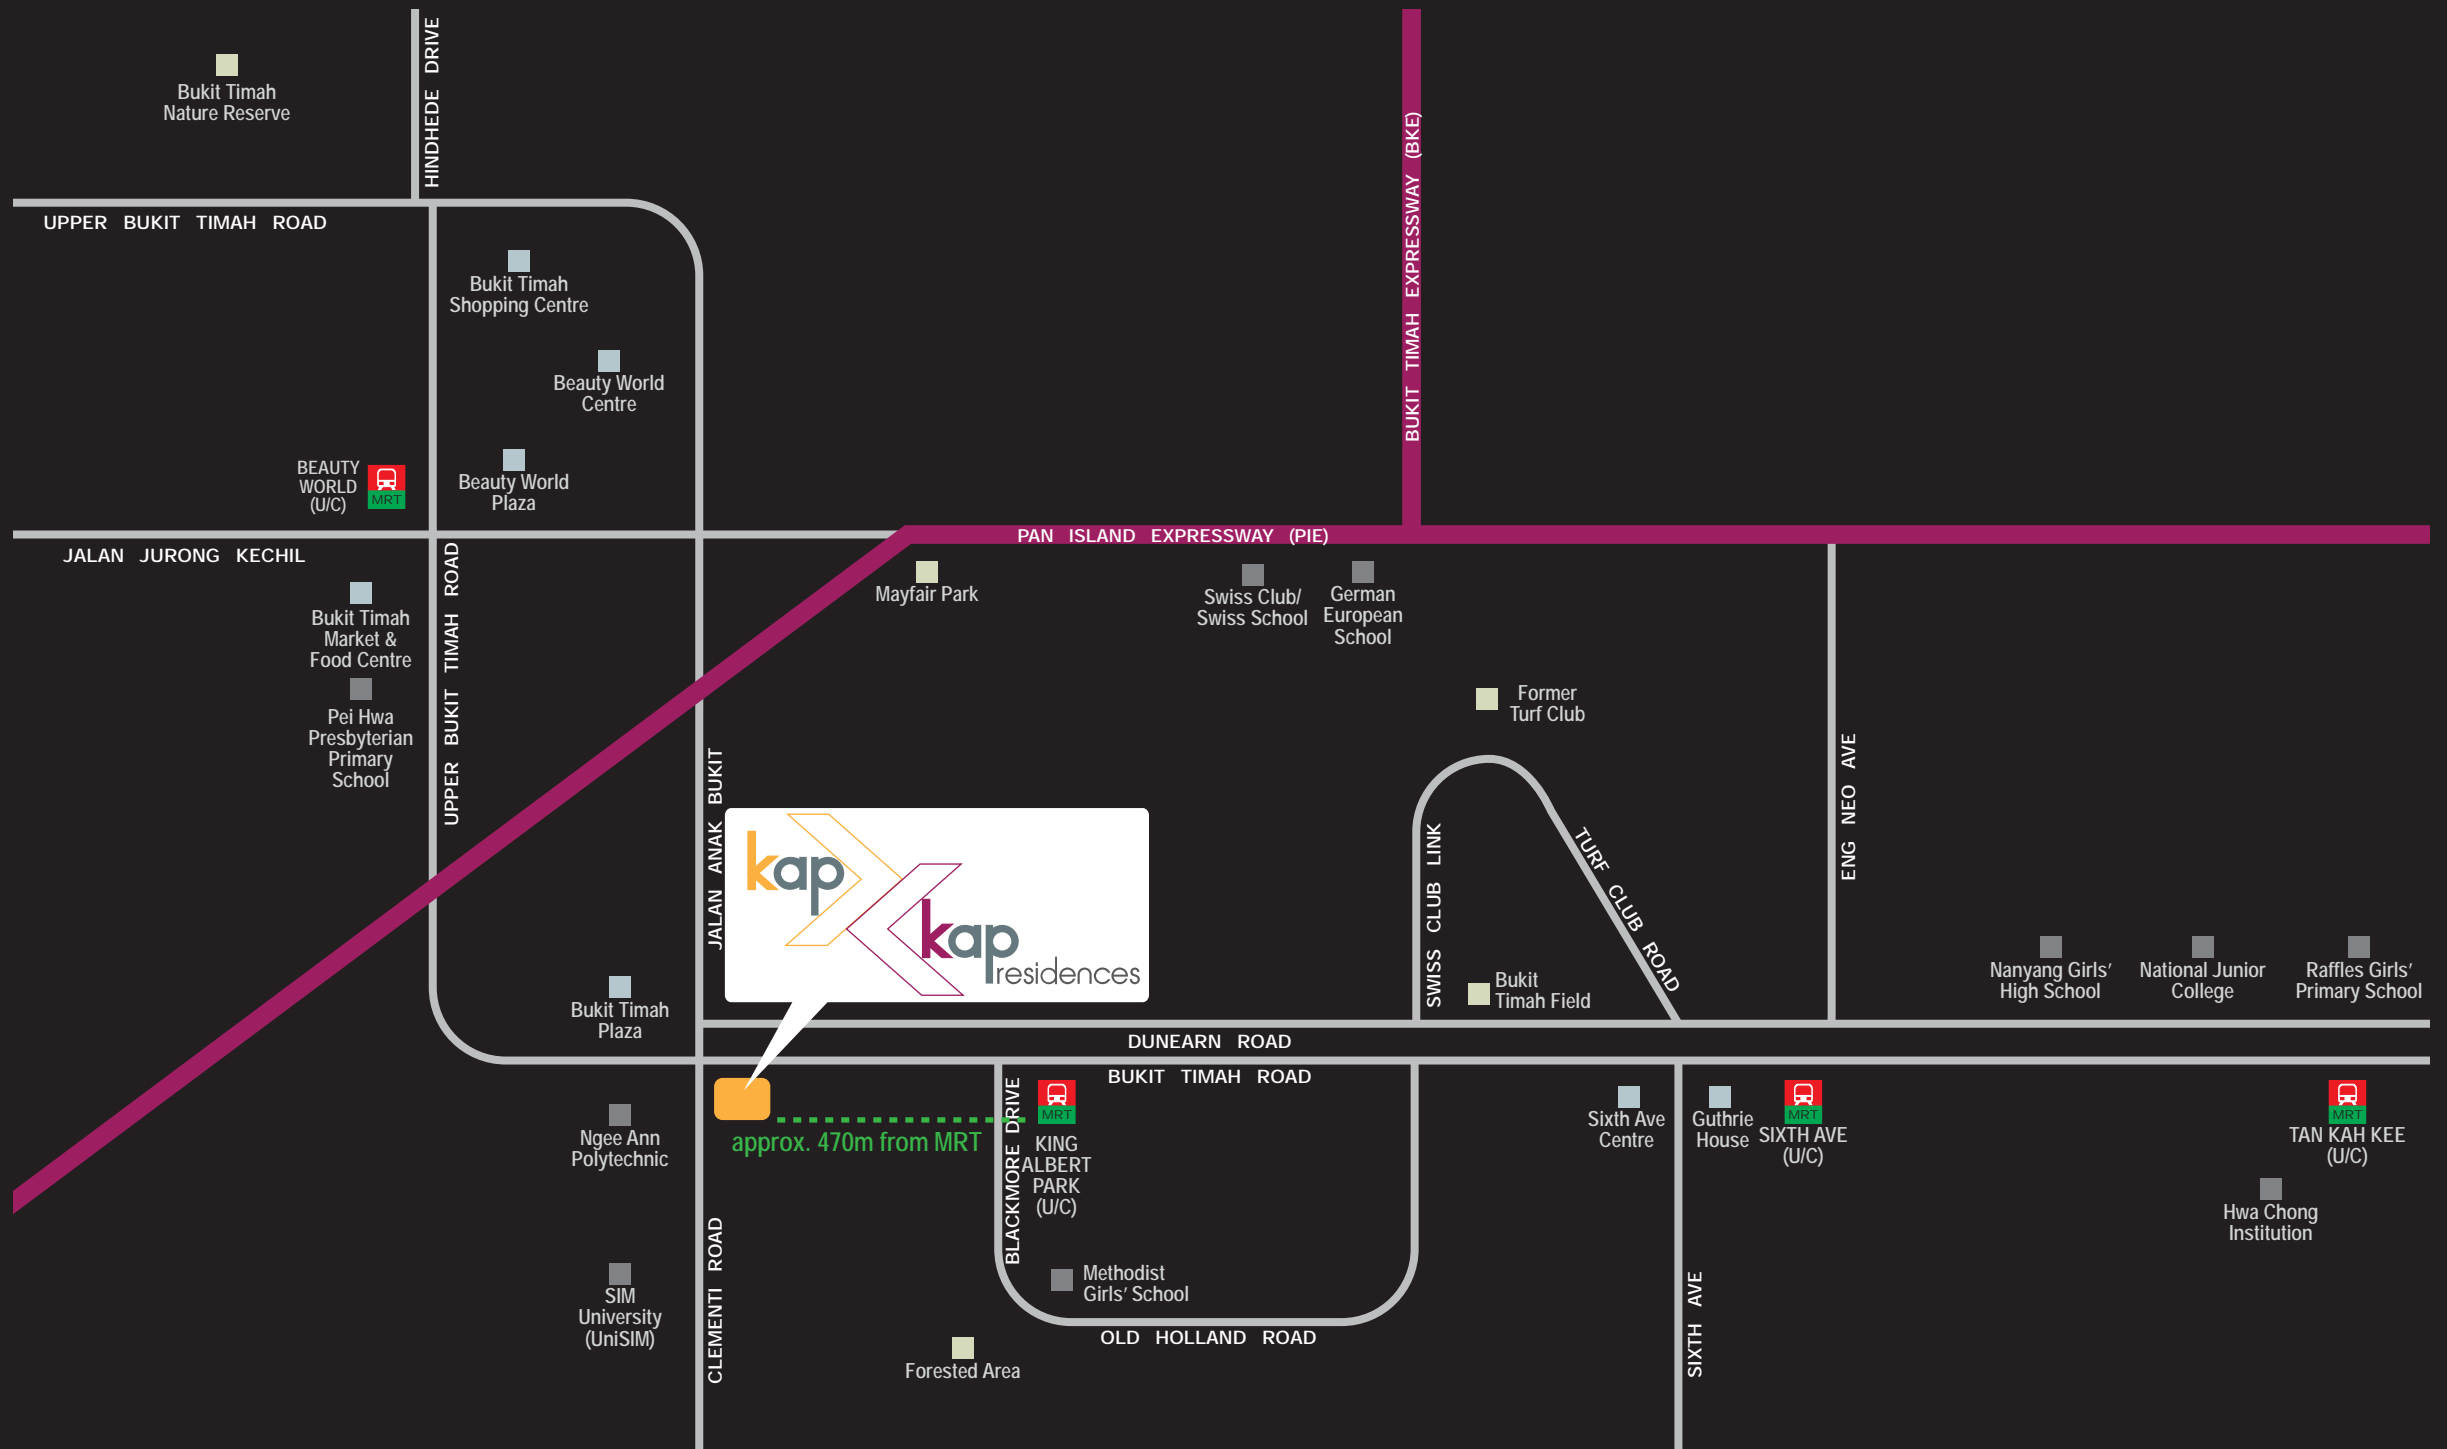 HINDHEDE DRIVE
Bukit Timah
Nature Reserve
UPPER BUKIT TIMAH ROAD
BUKIT TIMAH EXPRESSWAY (BKE)
Bukit Timah
Shopping Centre
Beauty World
Centre
BEAUTY
WORLD
(U/C)
MRT
Beauty World
Plaza
PAN ISLAND EXPRESSWAY (PIE)
JALAN JURONG KECHIL
UPPER BUKIT TIMAH ROAD
Bukit Timah
Market &
Food Centre
Pei Hwa
Presbyterian
Primary
School
Mayfair Park
Swiss Club/
Swiss School
German
European
School
Former
Turf Club
JALAN ANAK BUKIT
kap
kap
residences
SWISS CLUB LINK
TURF CLUB ROAD
ENG NEO AVE
Bukit
Timah Field
Nanyang Girls'
High School
National Junior
College
Raffles Girls'
Primary School
Bukit Timah
Plaza
DUNEARN ROAD
BUKIT TIMAH ROAD
Ngee Ann
Polytechnic
approx. 470m from MRT
BLACKMORE DRIVE
MRT
KING
ALBERT
PARK
(U/C)
Sixth Ave
Centre
Guthrie
House
MRT
SIXTH AVE
(U/C)
MRT
TAN KAH KEE
(U/C)
Hwa Chong
Institution
SIM
University
(UniSIM)
CLEMENTI ROAD
Methodist
Girls' School
OLD HOLLAND ROAD
Forested Area
SIXTH AVE